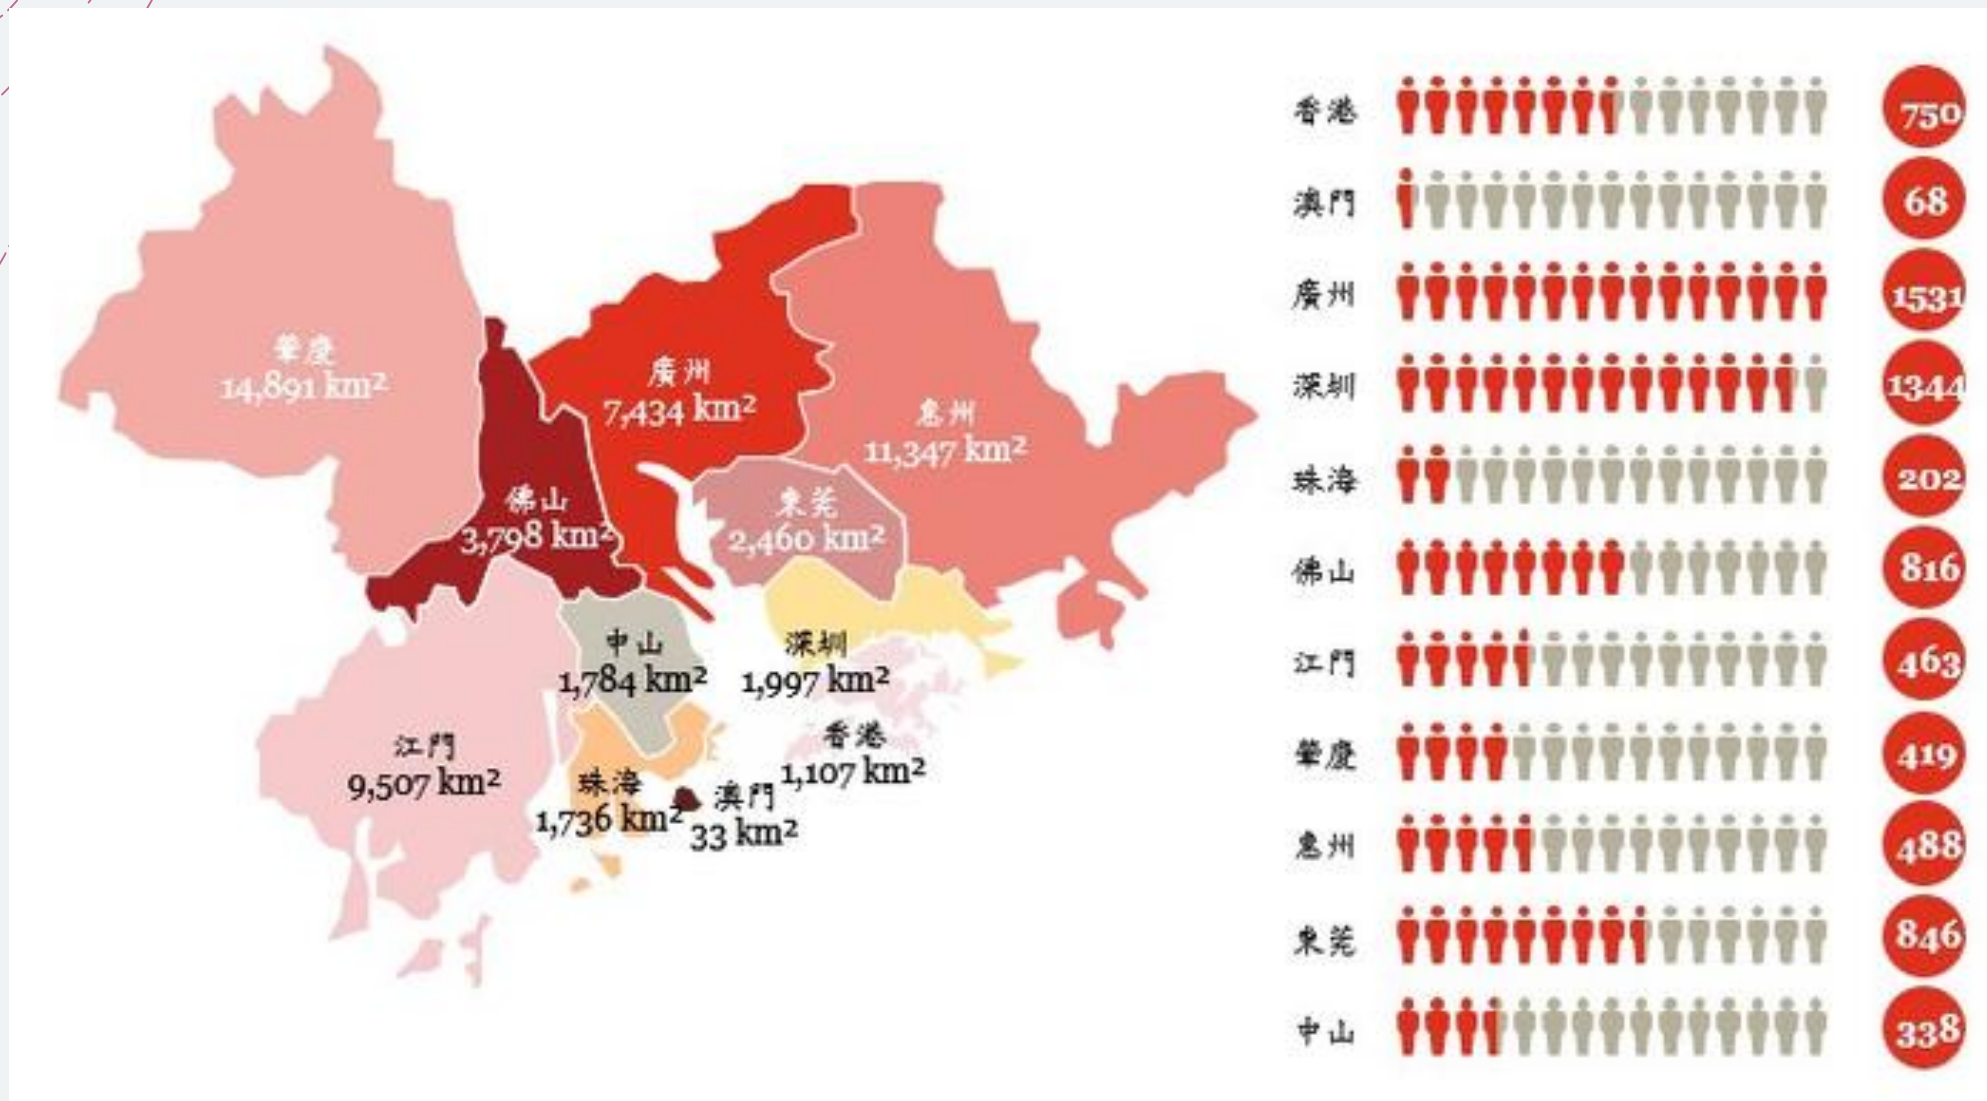 肇慶
14,891 km²
廣州
7,434 km²
惠州
11,347 km²
佛山
3,798 km²
東莞
2,460 km²
中山
1,784 km²
深圳
1,997 km²
江門
9,507 km²
珠海
1,736 km²
澳門
33 km²
香港
1,107 km²
香港 750
澳門 68
廣州 1531
深圳 1344
珠海 202
佛山 816
江門 463
肇慶 419
惠州 488
東莞 846
中山 338